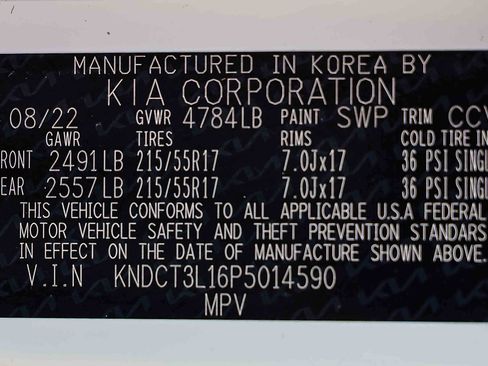 MANUFACTURED IN KOREA BY
KIA CORPORATION
08/22 GVWR 4784LB PAINT SWP TRIM CCV
GAWR TIRES RIMS COLD TIRE IN
RONT 2491LB 215/55R17 7.0Jx17 36 PSI SINGL
EAR 2557LB 215/55R17 7.0Jx17 36 PSI SINGL
THIS VEHICLE CONFORMS TO ALL APPLICABLE U.S.A FEDERAL
MOTOR VEHICLE SAFETY AND THEFT PREVENTION STANDARS
IN EFFECT ON THE DATE OF MANUFACTURE SHOWN ABOVE.
V.I.N KNDCT3L16P5014590
MPV